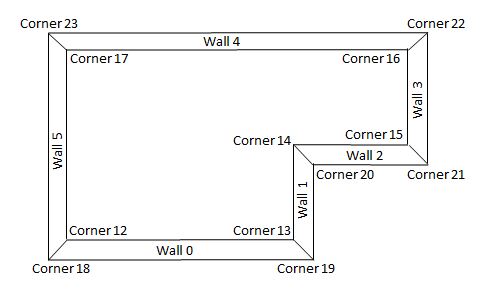 Corner 23
Corner 22
Wall 4
Corner 17
Corner 16
Wall 3
Corner 14
Corner 15
Wall 5
Wall 2
Corner 20
Corner 21
Wall 1
Corner 12
Corner 13
Wall 0
Corner 18
Corner 19